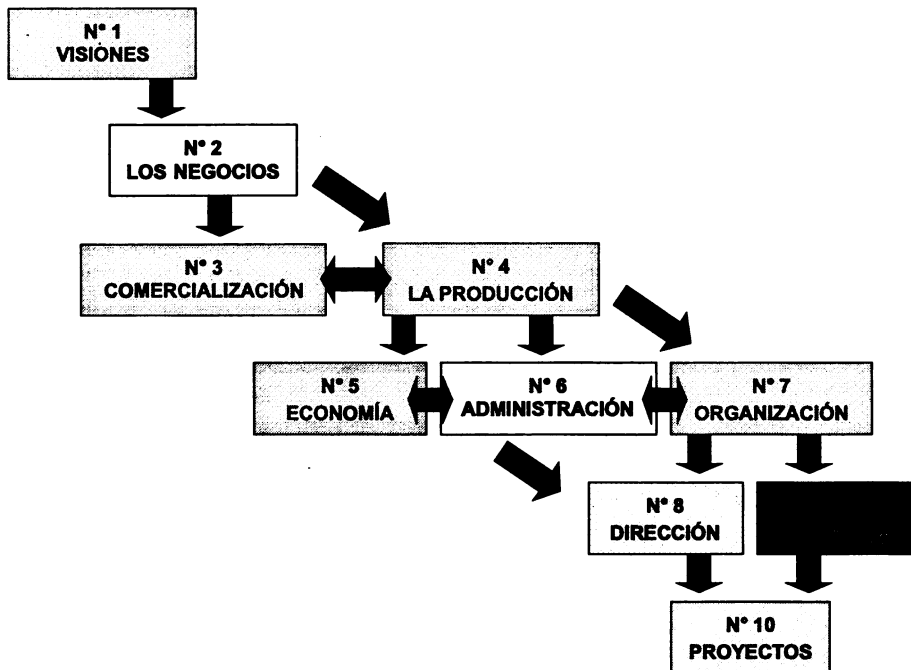 N° 1
VISIONES
N° 2
LOS NEGOCIOS
N° 3
COMERCIALIZACIÓN
N° 4
LA PRODUCCIÓN
N° 5
ECONOMÍA
N° 6
ADMINISTRACIÓN
N° 7
ORGANIZACIÓN
N° 8
DIRECCIÓN
N° 10
PROYECTOS